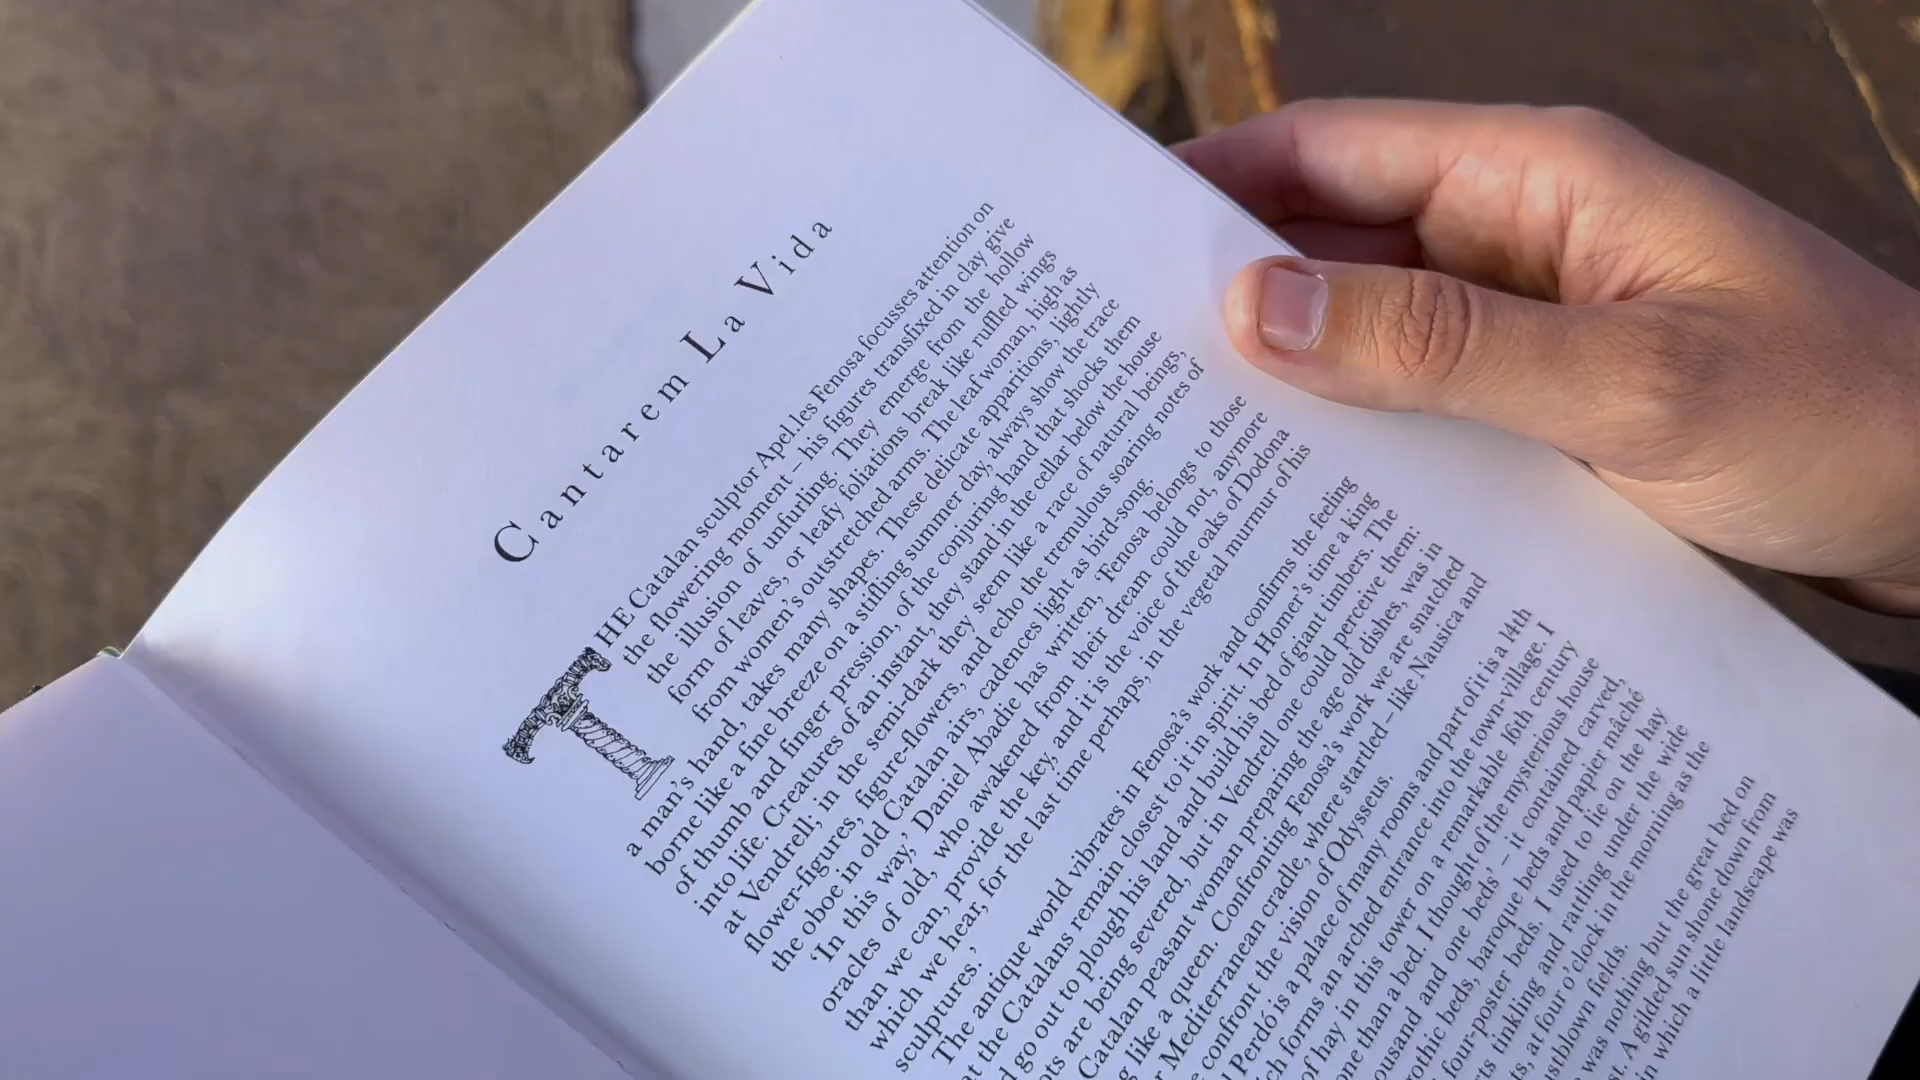 Cantarem La Vida
THE Catalan sculptor Apel.les Fenosa focusses attention on
the flowering moment – his figures transfixed in clay give
the illusion of unfurling. They emerge from the hollow
form of leaves, or leafy foliations break like ruffled wings
from women's outstretched arms. The leaf woman, high as
a man's hand, takes many shapes. These delicate apparitions, lightly
borne like a fine breeze on a stifling summer day, always show the trace
of thumb and finger pression, of the conjuring hand that shocks them
into life. Creatures of an instant, they stand in the cellar below the house
at Vendrell; in the semi-dark they seem like a race of natural beings,
flower-figures, figure-flowers, and echo the tremulous soaring notes of
the oboe in old Catalan airs, cadences light as bird-song.
'In this way,' Daniel Abadie has written, 'Fenosa belongs to those
oracles of old, who awakened from their dream could not, anymore
than we can, provide the key, and it is the voice of the oaks of Dodona
which we hear, for the last time perhaps, in the vegetal murmur of his
sculptures.'
The antique world vibrates in Fenosa's work and confirms the feeling
at the Catalans remain closest to it in spirit. In Homer's time a king
go out to plough his land and build his bed of giant timbers. The
ots are being severed, but in Vendrell one could perceive them:
Catalan peasant woman preparing the age old dishes, was in
g like a queen. Confronting Fenosa's work we are snatched
r Mediterranean cradle, where startled – like Nausica and
confront the vision of Odysseus.
l Perdó is a palace of many rooms and part of it is a 14th
ch forms an arched entrance into the town-village. I
of hay in this tower on a remarkable 16th century
one than a bed. I thought of the mysterious house
ousand and one beds' – it contained carved,
othic beds, baroque beds and papier mâché
four-poster beds. I used to lie on the hay
rts tinkling and rattling under the wide
ts, at four o'clock in the morning as the
stblown fields.
was nothing but the great bed on
st. A gilded sun shone down from
in which a little landscape was